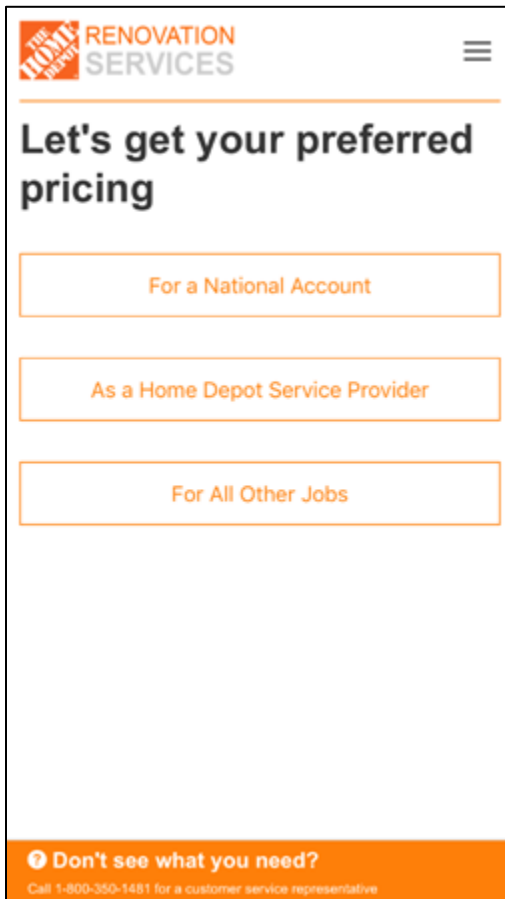 THE
HOME
DEPOT
RENOVATION
SERVICES
Let's get your preferred
pricing
For a National Account
As a Home Depot Service Provider
For All Other Jobs
Don't see what you need?
Call 1-800-350-1481 for a customer service representative